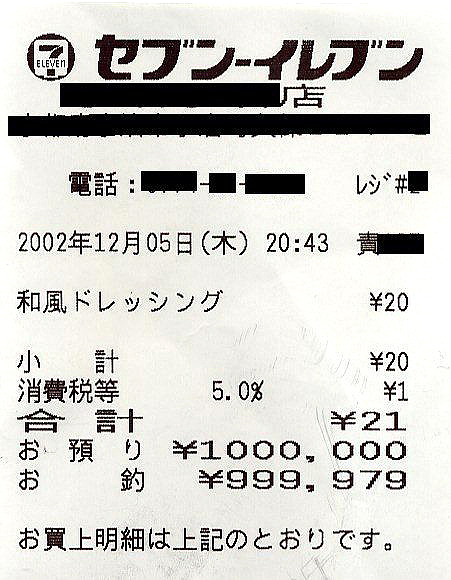 7 ELEVEN セブン-イレブン
店
電話：
レジ#
2002年12月05日(木) 20:43 責
和風ドレッシング ¥20
小計 ¥20
消費税等 5.0% ¥1
合計 ¥21
お預り ¥1000,000
お釣 ¥999,979
お買上明細は上記のとおりです。